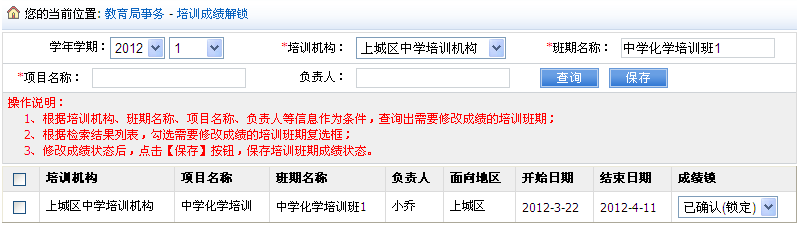 您的当前位置: 教育局事务 - 培训成绩解锁
学年学期： 2012 1 *培训机构： 上城区中学培训机构 *班期名称： 中学化学培训班1
*项目名称： 负责人： 查询 保存
操作说明：
1、根据培训机构、班期名称、项目名称、负责人等信息作为条件，查询出需要修改成绩的培训班期；
2、根据检索结果列表，勾选需要修改成绩的培训班期复选框；
3、修改成绩状态后，点击【保存】按钮，保存培训班期成绩状态。
培训机构 项目名称 班期名称 负责人 面向地区 开始日期 结束日期 成绩锁
上城区中学培训机构 中学化学培训 中学化学培训班1 小乔 上城区 2012-3-22 2012-4-11 已确认(锁定)